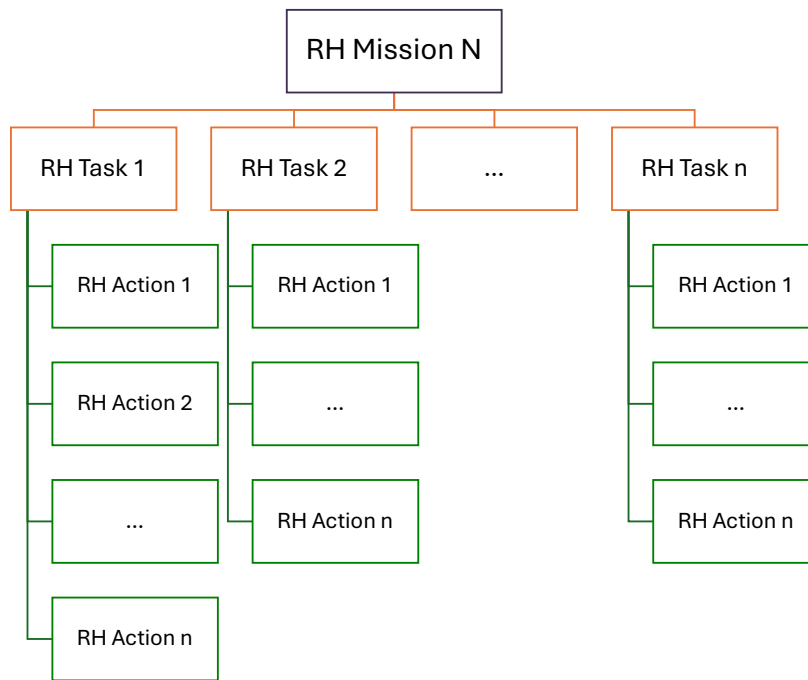 RH Mission N
RH Task 1
RH Task 2
...
RH Task n
RH Action 1
RH Action 2
...
RH Action n
RH Action 1
...
RH Action n
RH Action 1
...
RH Action n